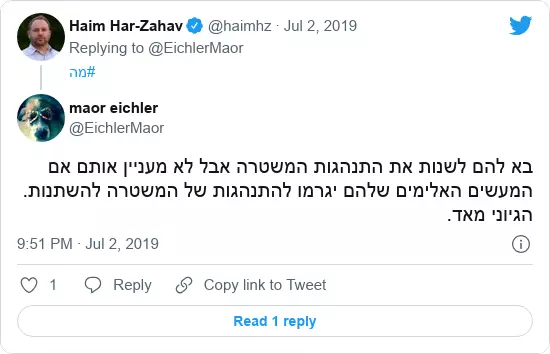 Haim Har-Zahav @haimhz · Jul 2, 2019
Replying to @EichlerMaor
#מה
maor eichler
@EichlerMaor
בא להם לשנות את התנהגות המשטרה אבל לא מעניין אותם אם
המעשים האלימים שלהם יגרמו להתנהגות של המשטרה להשתנות.
הגיוני מאד.
9:51 PM · Jul 2, 2019
1 Reply Copy link to Tweet
Read 1 reply